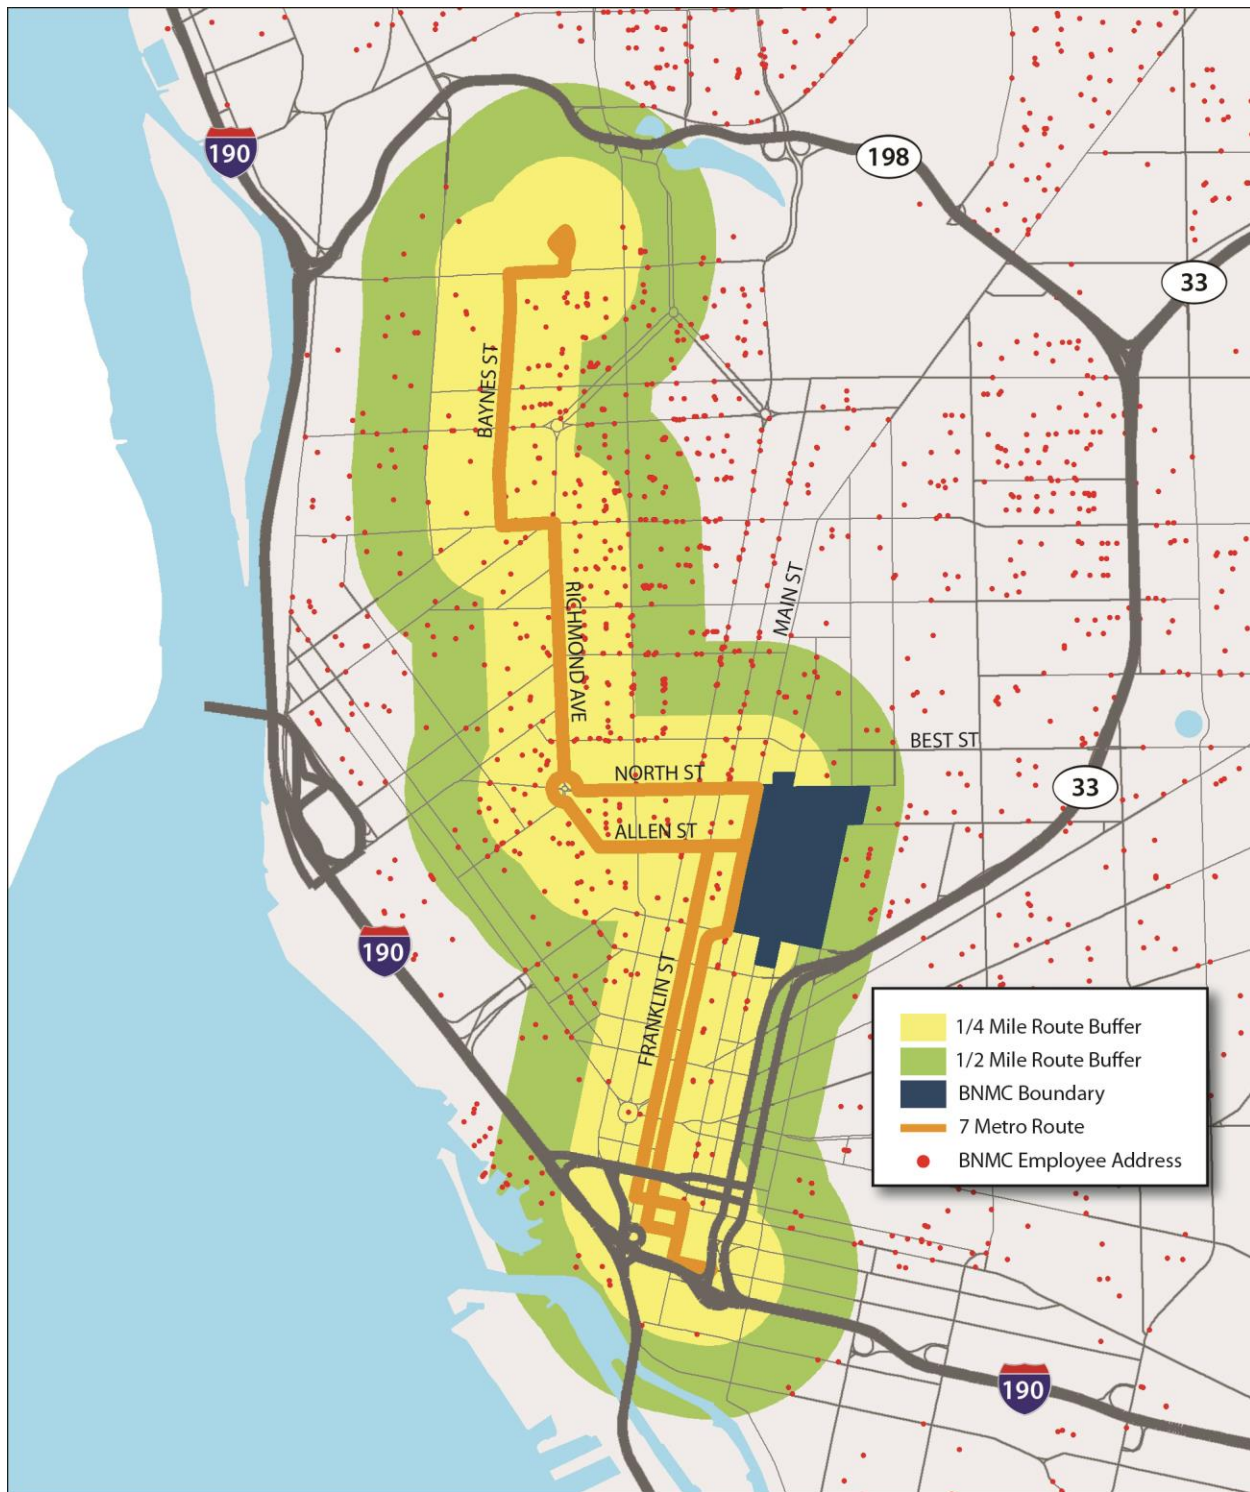 190
198
33
BAYNES ST
RICHMOND AVE
MAIN ST
BEST ST
NORTH ST
33
ALLEN ST
190
FRANKLIN ST
1/4 Mile Route Buffer
1/2 Mile Route Buffer
BNMC Boundary
7 Metro Route
BNMC Employee Address
190